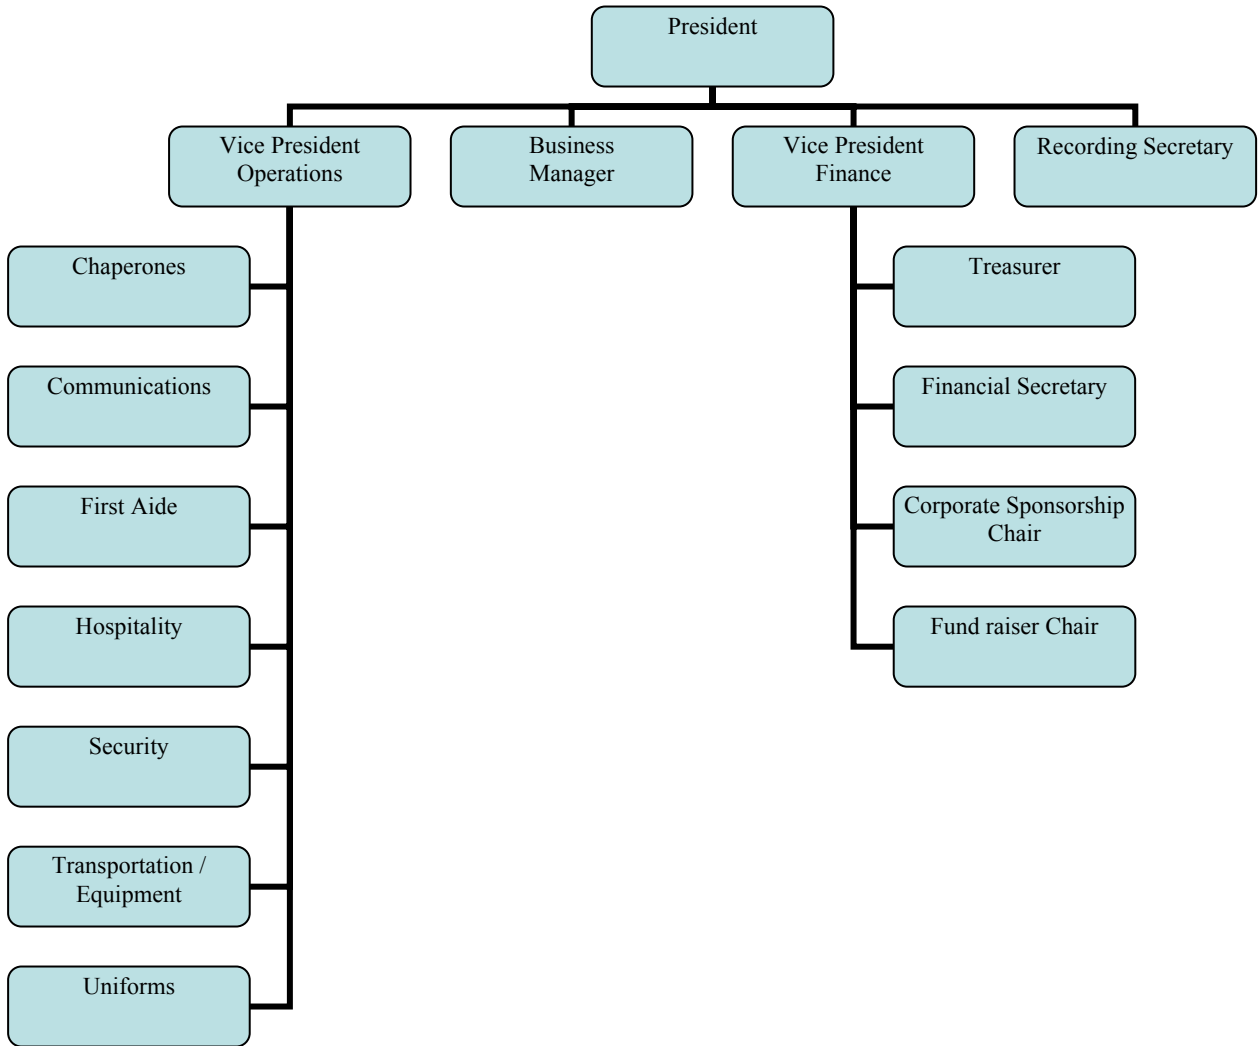 President
Vice President
Operations
Business
Manager
Vice President
Finance
Recording Secretary
Chaperones
Treasurer
Communications
Financial Secretary
First Aide
Corporate Sponsorship
Chair
Hospitality
Fund raiser Chair
Security
Transportation /
Equipment
Uniforms